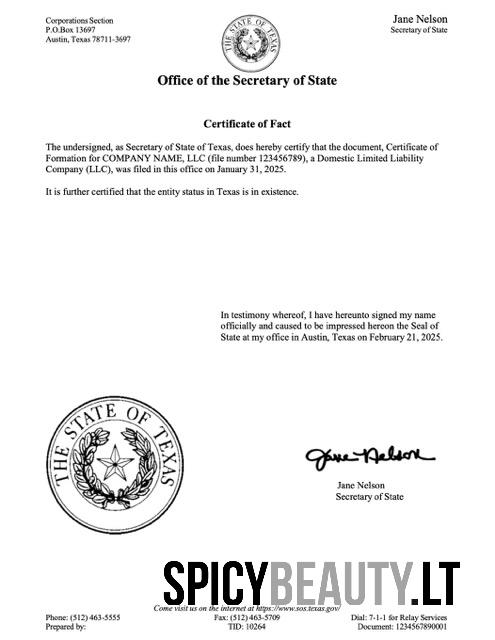 Corporations Section
P.O.Box 13697
Austin, Texas 78711-3697
Jane Nelson
Secretary of State
THE STATE OF TEXAS
Office of the Secretary of State
Certificate of Fact
The undersigned, as Secretary of State of Texas, does hereby certify that the document, Certificate of
Formation for COMPANY NAME, LLC (file number 123456789), a Domestic Limited Liability
Company (LLC), was filed in this office on January 31, 2025.
It is further certified that the entity status in Texas is in existence.
In testimony whereof, I have hereunto signed my name
officially and caused to be impressed hereon the Seal of
State at my office in Austin, Texas on February 21, 2025.
THE STATE OF TEXAS
Jane Nelson
Jane Nelson
Secretary of State
SPICYBEAUTY.LT
Come visit us on the internet at https://www.sos.texas.gov/
Phone: (512) 463-5555
Fax: (512) 463-5709
Dial: 7-1-1 for Relay Services
Prepared by:
TID: 10264
Document: 1234567890001